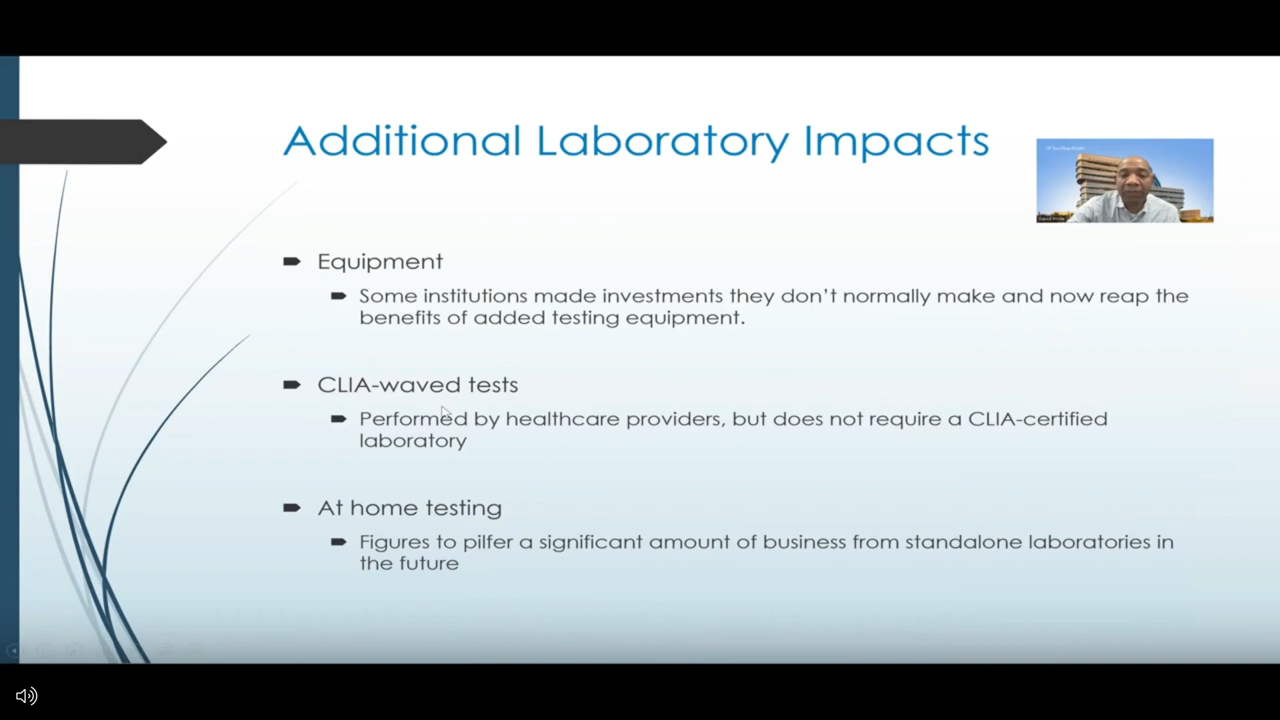 Additional Laboratory Impacts
David Pride
Equipment
Some institutions made investments they don't normally make and now reap the
benefits of added testing equipment.
CLIA-waved tests
Performed by healthcare providers, but does not require a CLIA-certified
laboratory
At home testing
Figures to pilfer a significant amount of business from standalone laboratories in
the future